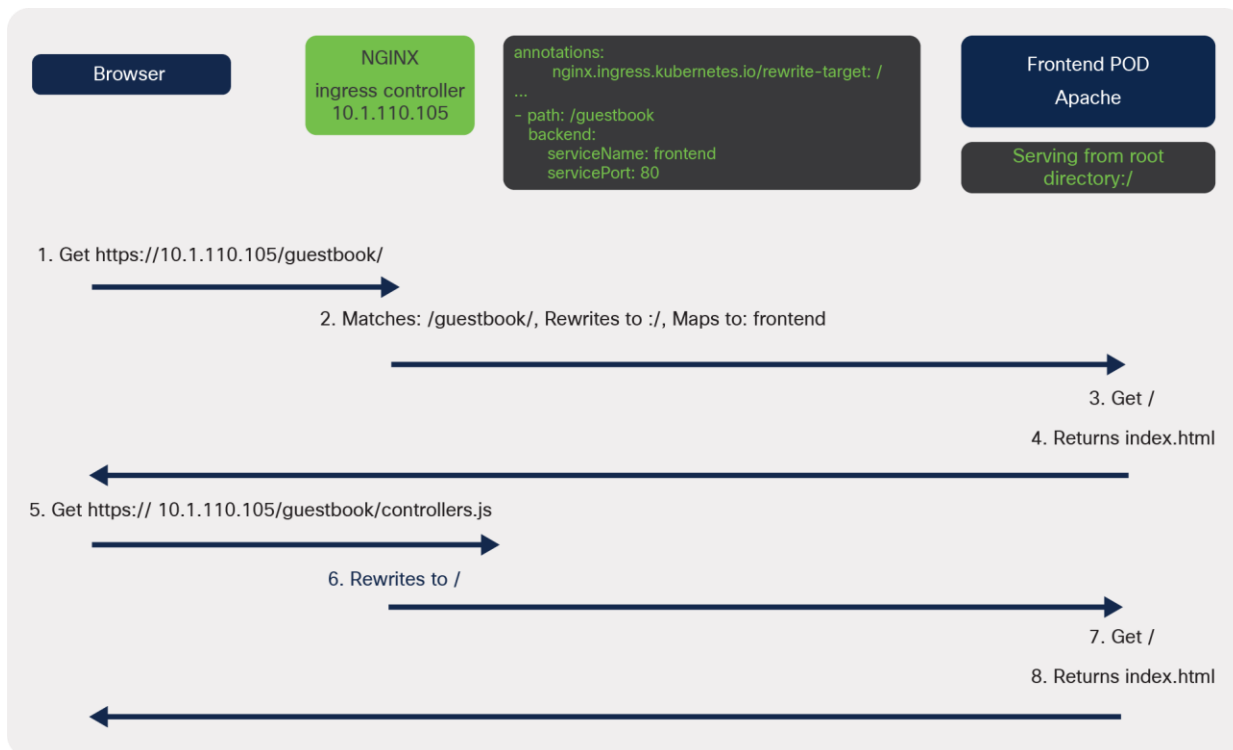 Browser
NGINX
ingress controller
10.1.110.105
annotations:
nginx.ingress.kubernetes.io/rewrite-target: /
...
- path: /guestbook
backend:
serviceName: frontend
servicePort: 80
Frontend POD
Apache
Serving from root
directory:/
1. Get https://10.1.110.105/guestbook/
2. Matches: /guestbook/, Rewrites to :/, Maps to: frontend
3. Get /
4. Returns index.html
5. Get https:// 10.1.110.105/guestbook/controllers.js
6. Rewrites to /
7. Get /
8. Returns index.html